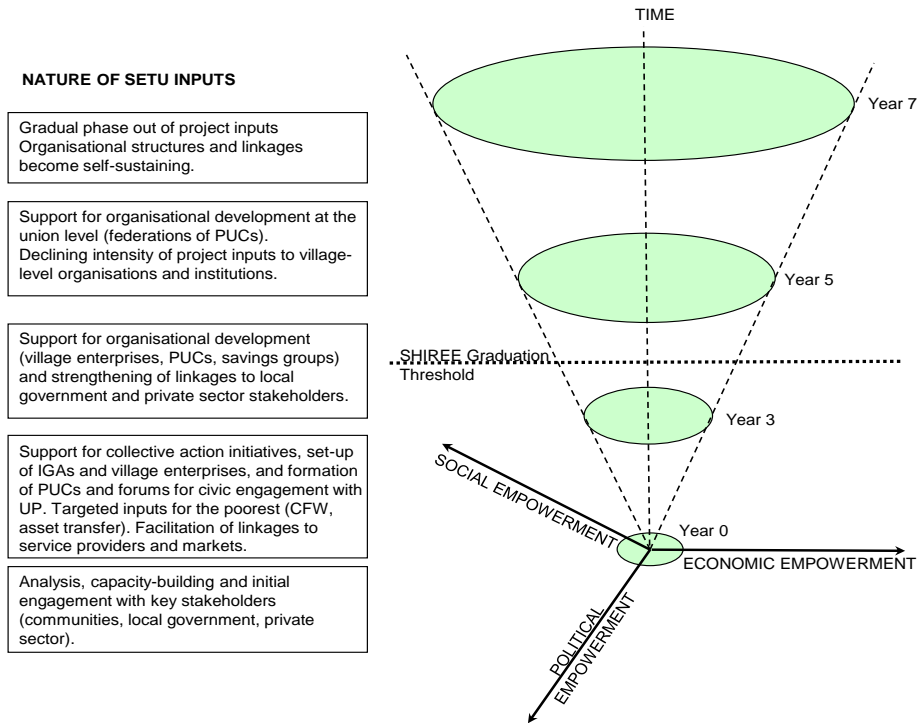 TIME
NATURE OF SETU INPUTS
Year 7
Gradual phase out of project inputs
Organisational structures and linkages
become self-sustaining.
Support for organisational development at the
union level (federations of PUCs).
Declining intensity of project inputs to village-
level organisations and institutions.
Year 5
Support for organisational development
(village enterprises, PUCs, savings groups)
and strengthening of linkages to local
government and private sector stakeholders.
SHIREE Graduation
Threshold
Year 3
Support for collective action initiatives, set-up
of IGAs and village enterprises, and formation
of PUCs and forums for civic engagement with
UP. Targeted inputs for the poorest (CFW,
asset transfer). Facilitation of linkages to
service providers and markets.
SOCIAL EMPOWERMENT
Year 0
ECONOMIC EMPOWERMENT
Analysis, capacity-building and initial
engagement with key stakeholders
(communities, local government, private
sector).
POLITICAL
EMPOWERMENT